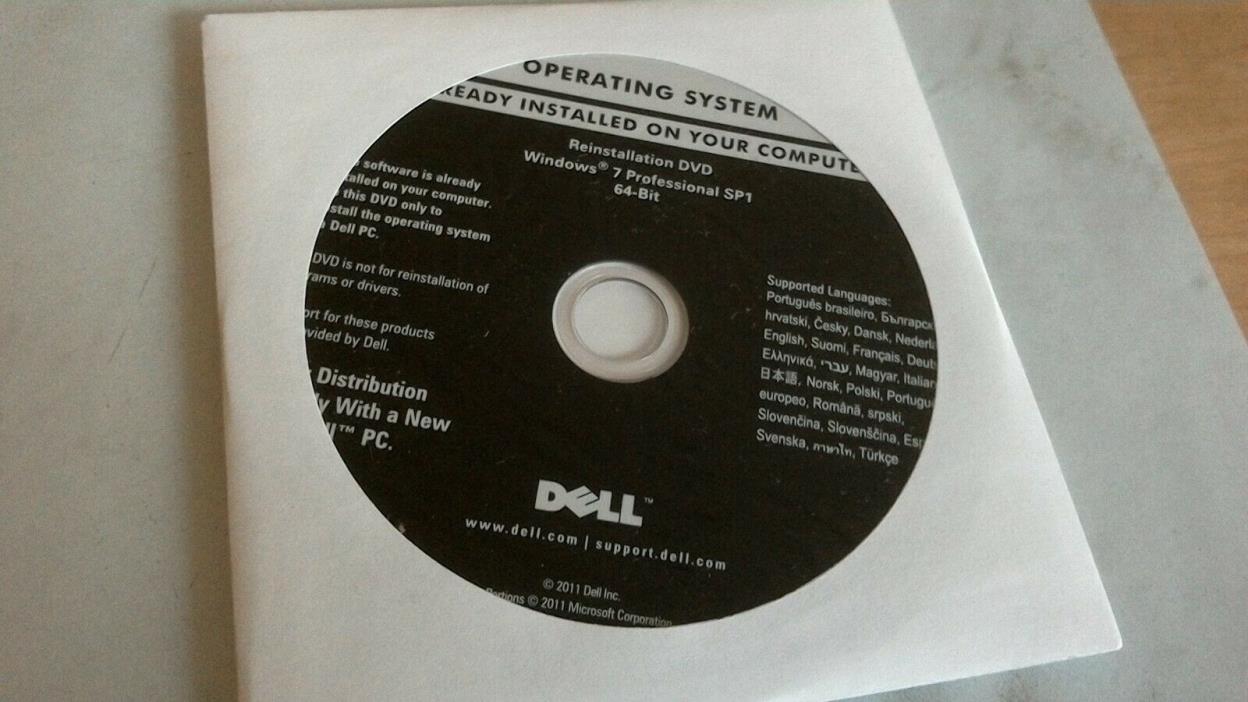 OPERATING SYSTEM
READY INSTALLED ON YOUR COMPUTE
Reinstallation DVD
Windows® 7 Professional SP1
64-Bit
software is already
alled on your computer.
this DVD only to
stall the operating system
Dell PC.
DVD is not for reinstallation of
rams or drivers.
ort for these products
vided by Dell.
Distribution
y With a New
ll™ PC.
Supported Languages:
Português brasileiro, Българск
hrvatski, Česky, Dansk, Nederla
English, Suomi, Français, Deuts
Ελληνικά, עברי, Magyar, Italian
日本語, Norsk, Polski, Portugu
europeo, Română, srpski,
Slovenčina, Slovenščina, Esp
Svenska, ภาษาไทย, Türkçe
DELL™
www.dell.com | support.dell.com
© 2011 Dell Inc.
Portions © 2011 Microsoft Corporation